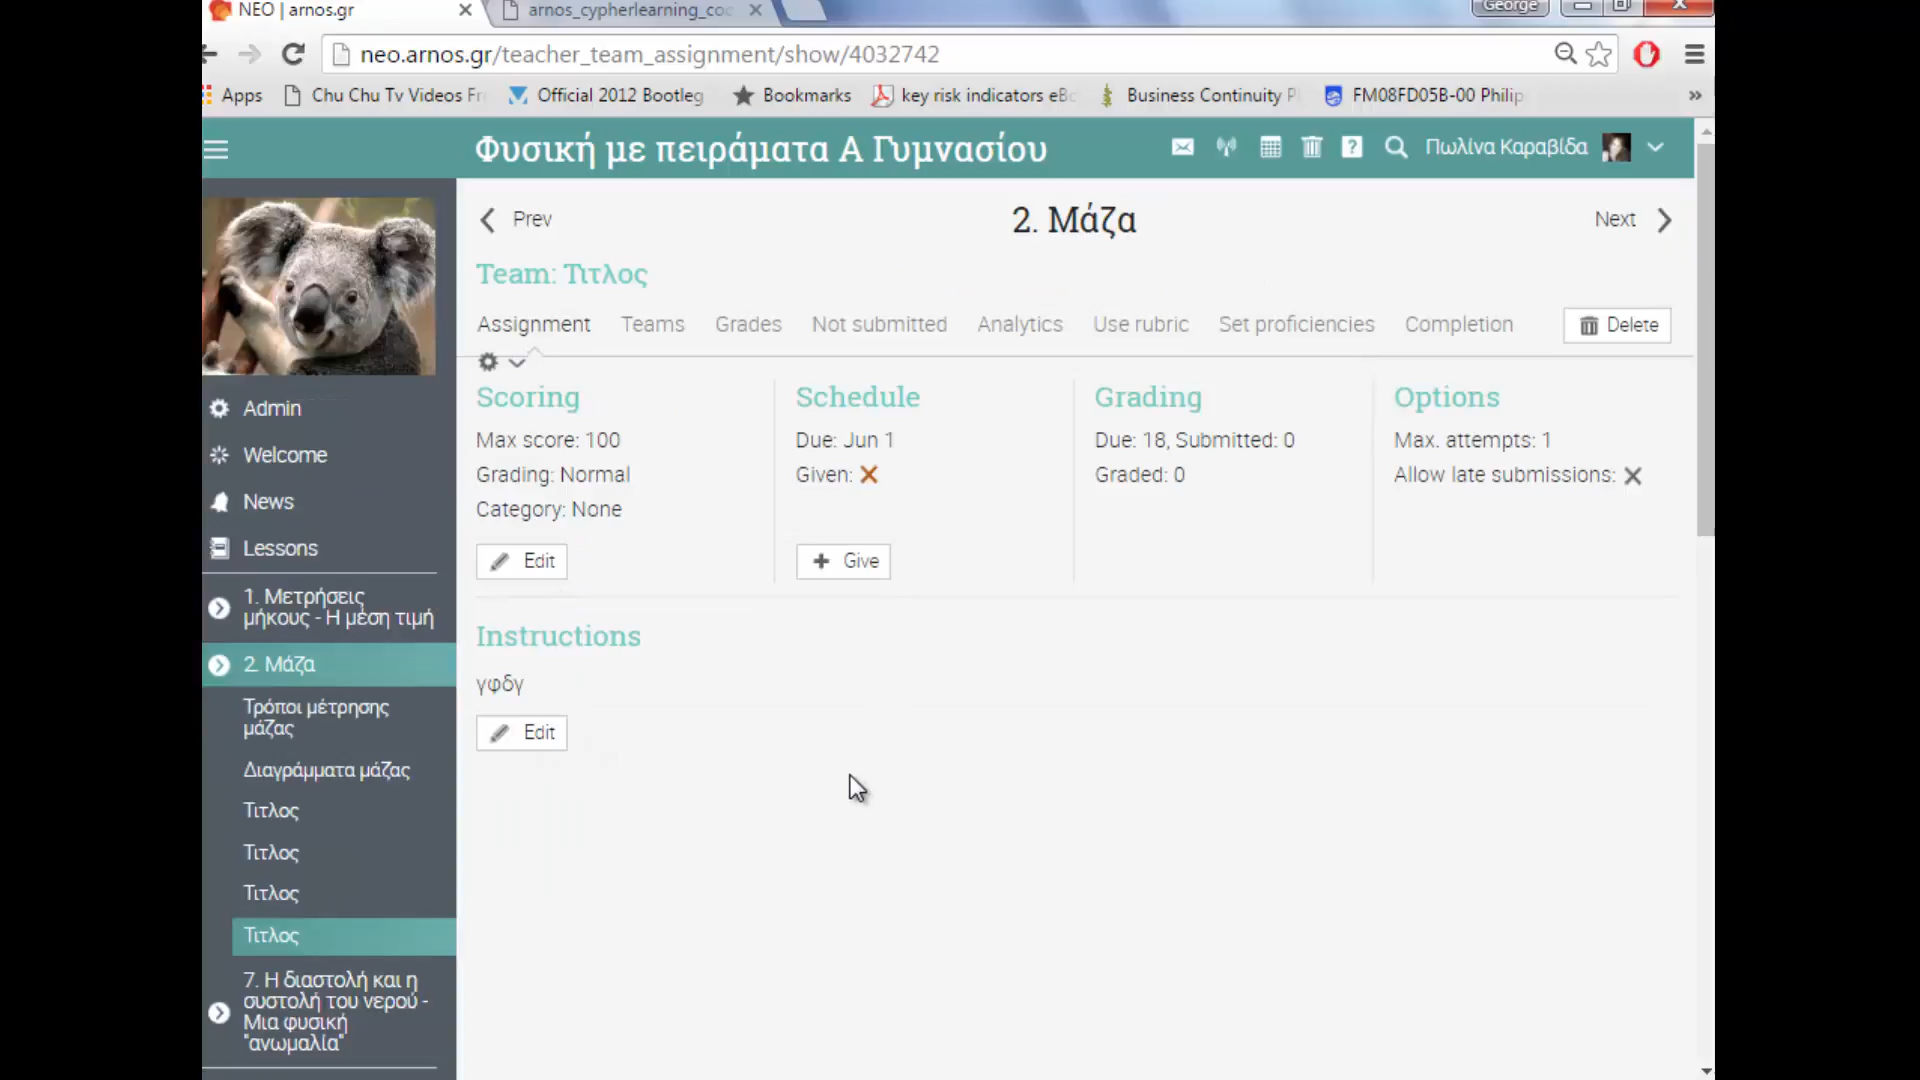 NEO | arnos.gr
arnos_cypherlearning_coo
George
neo.arnos.gr/teacher_team_assignment/show/4032742
Apps
Chu Chu Tv Videos Fr
Official 2012 Bootleg
Bookmarks
key risk indicators eBo
Business Continuity P
FM08FD05B-00 Philip
»
Φυσική με πειράματα Α Γυμνασίου
Πωλίνα Καραβίδα
Prev
2. Μάζα
Next
Team: Τιτλος
Assignment
Teams
Grades
Not submitted
Analytics
Use rubric
Set proficiencies
Completion
Delete
Scoring
Max score: 100
Grading: Normal
Category: None
Edit
Schedule
Due: Jun 1
Given:
Give
Grading
Due: 18, Submitted: 0
Graded: 0
Options
Max. attempts: 1
Allow late submissions:
Instructions
γφδγ
Edit
Admin
Welcome
News
Lessons
1. Μετρήσεις
μήκους - Η μέση τιμή
2. Μάζα
Τρόποι μέτρησης
μάζας
Διαγράμματα μάζας
Τιτλος
Τιτλος
Τιτλος
Τιτλος
7. Η διαστολή και η
συστολή του νερού -
Μια φυσική
"ανωμαλία"